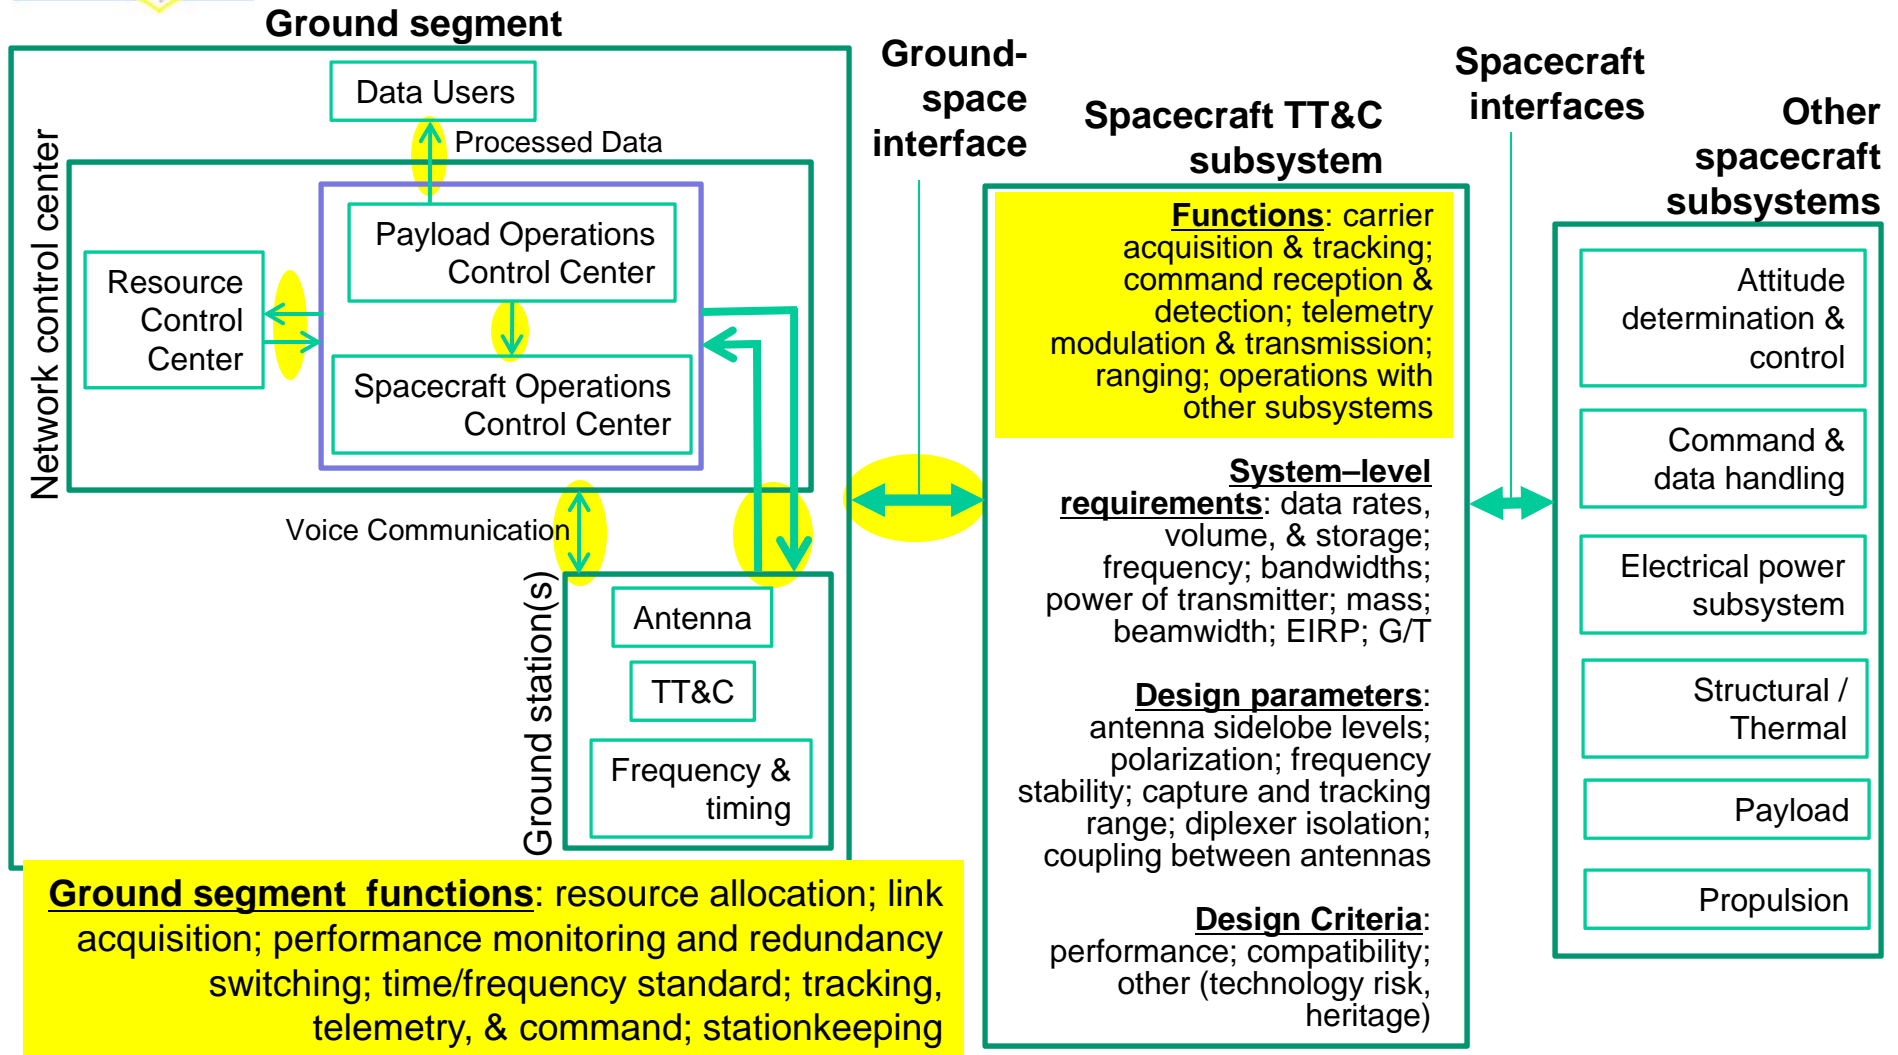 Ground segment
Data Users
Processed Data
Network control center
Payload Operations
Control Center
Resource
Control
Center
Spacecraft Operations
Control Center
Voice Communication
Ground station(s)
Antenna
TT&C
Frequency &
timing
Ground segment  functions: resource allocation; link
acquisition; performance monitoring and redundancy
switching; time/frequency standard; tracking,
telemetry, & command; stationkeeping
Ground-
space
interface
Spacecraft TT&C
subsystem
Functions: carrier
acquisition & tracking;
command reception &
detection; telemetry
modulation & transmission;
ranging; operations with
other subsystems
System–level
requirements: data rates,
volume, & storage;
frequency; bandwidths;
power of transmitter; mass;
beamwidth; EIRP; G/T
Design parameters:
antenna sidelobe levels;
polarization; frequency
stability; capture and tracking
range; diplexer isolation;
coupling between antennas
Design Criteria:
performance; compatibility;
other (technology risk,
heritage)
Spacecraft
interfaces
Other
spacecraft
subsystems
Attitude
determination &
control
Command &
data handling
Electrical power
subsystem
Structural /
Thermal
Payload
Propulsion